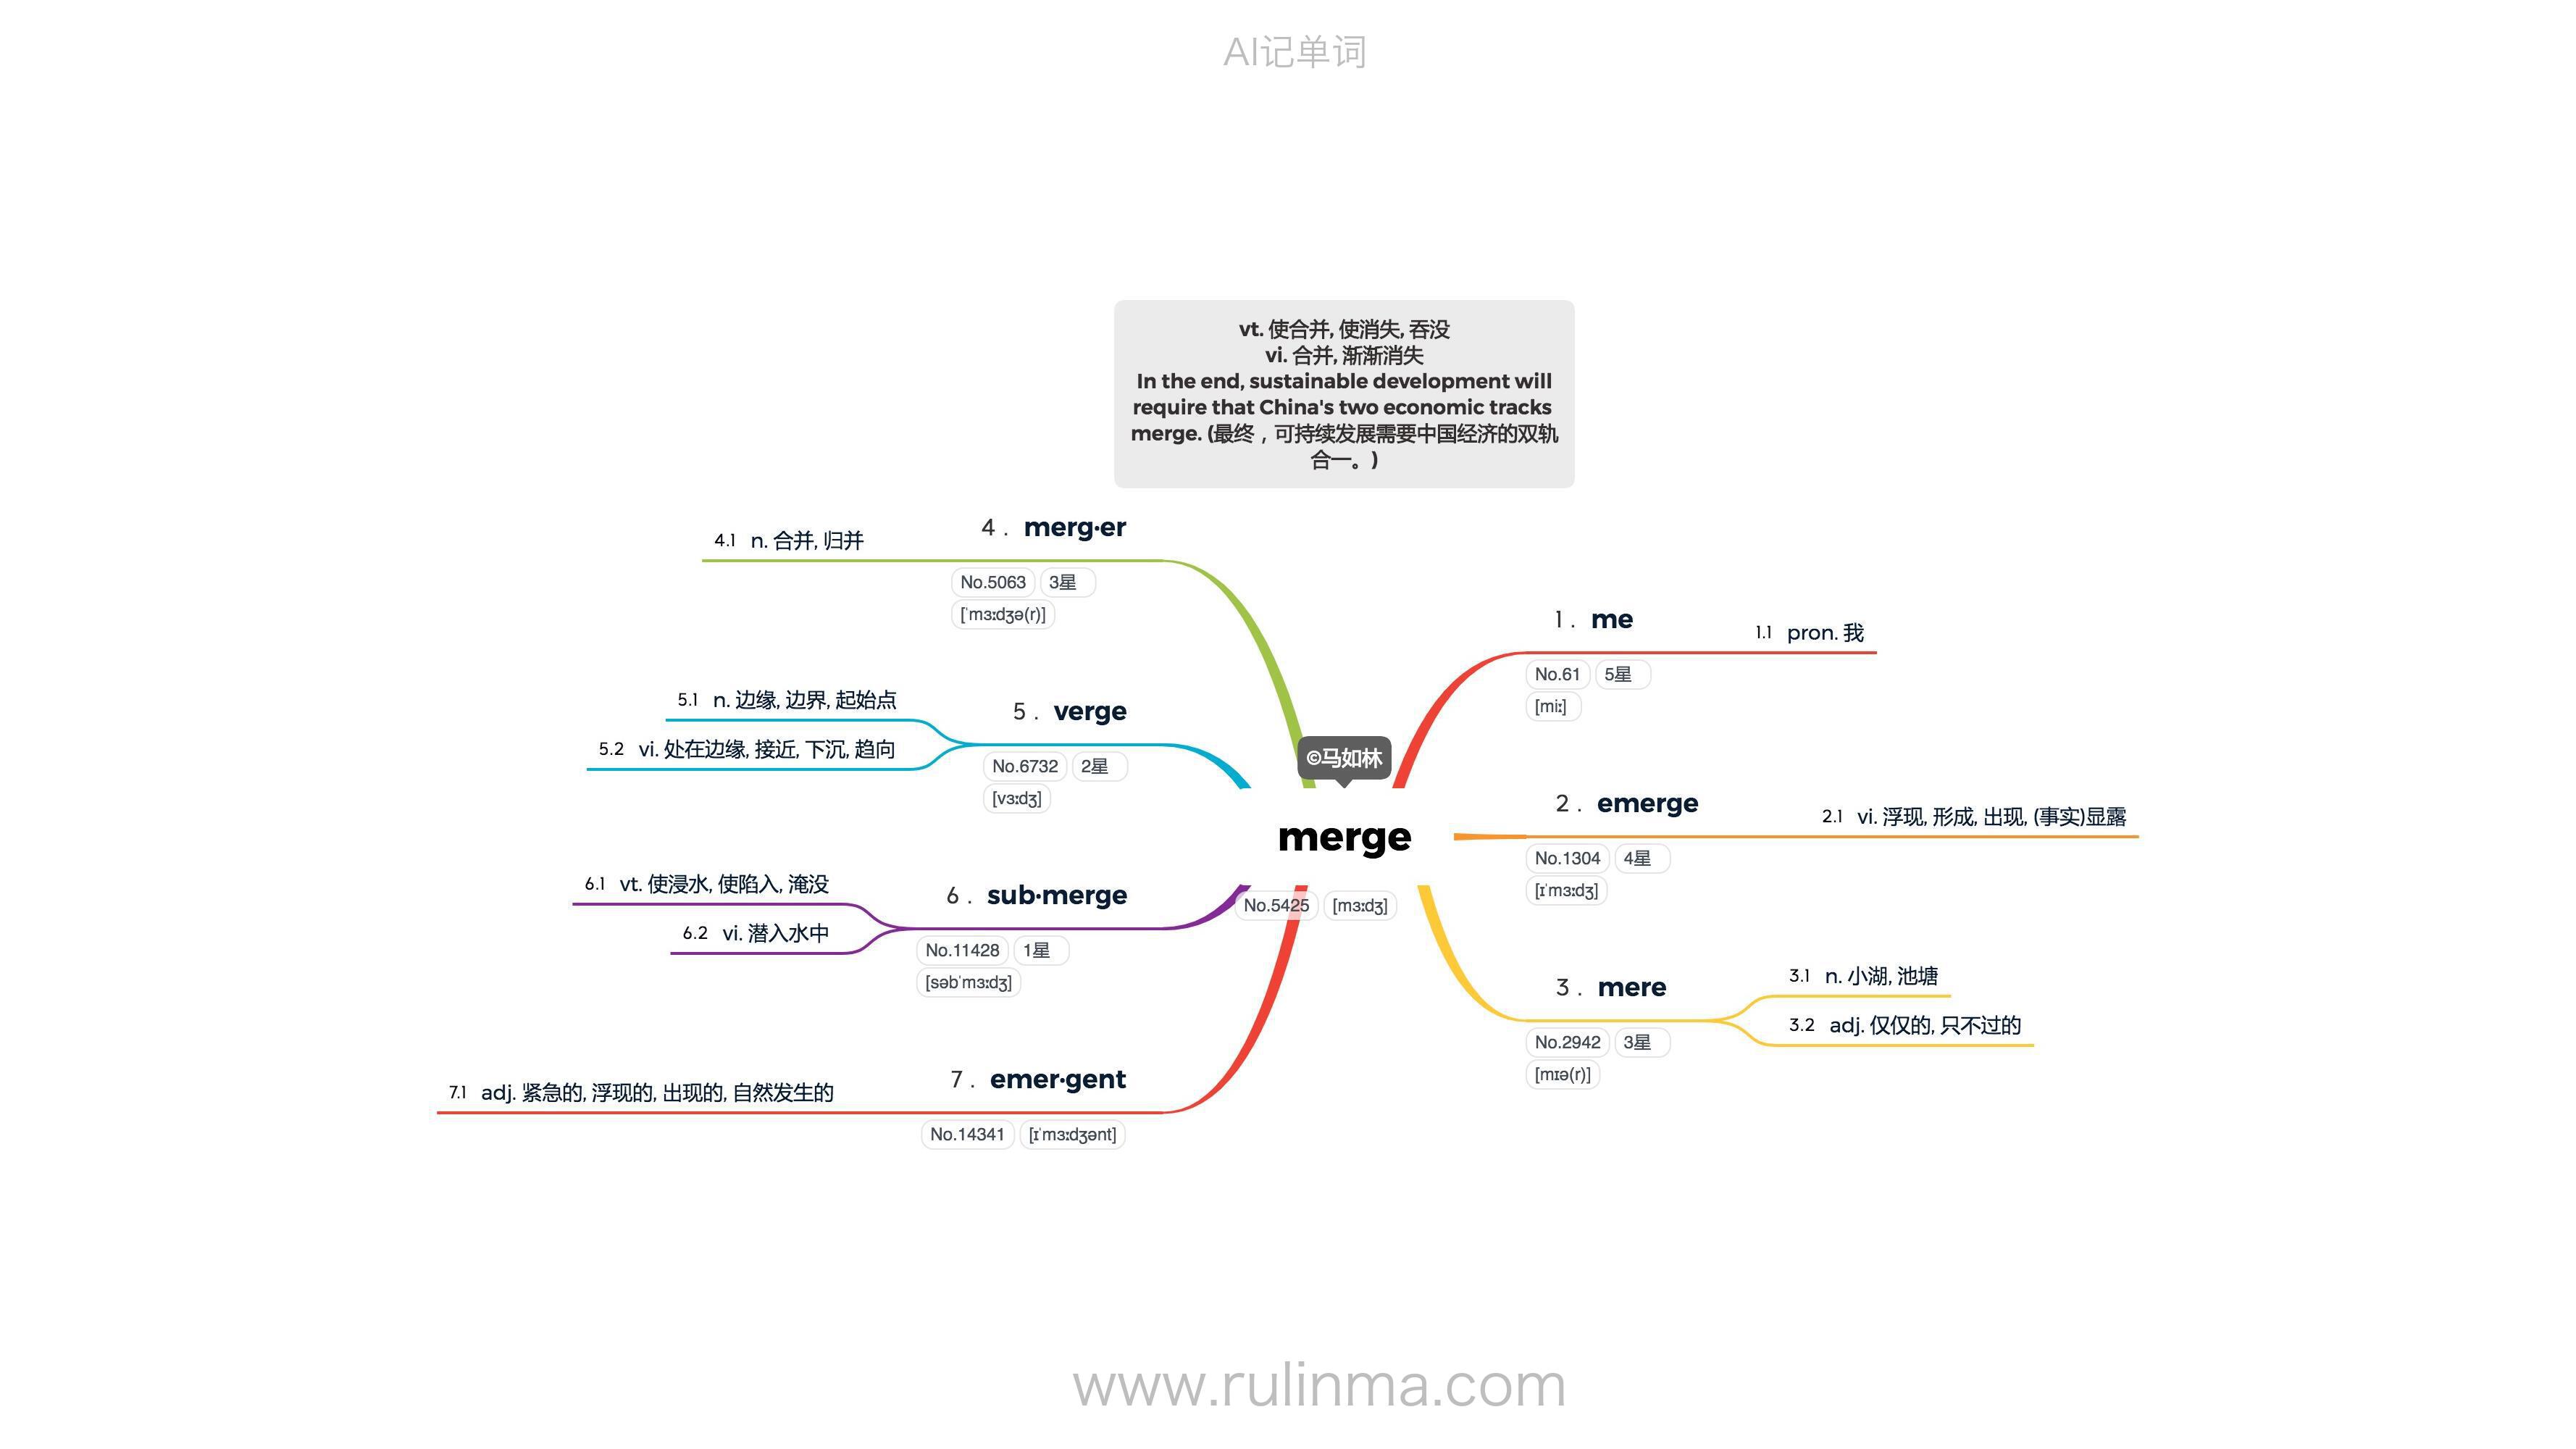 AI记单词
vt. 使合并, 使消失, 吞没
vi. 合并, 渐渐消失
In the end, sustainable development will
require that China's two economic tracks
merge. (最终，可持续发展需要中国经济的双轨
合一。)
©马如林
merge
No.5425 [mɜːdʒ]
1 . me
No.61 5星
[miː]
1.1 pron. 我
2 . emerge
No.1304 4星
[ɪˈmɜːdʒ]
2.1 vi. 浮现, 形成, 出现, (事实)显露
3 . mere
No.2942 3星
[mɪə(r)]
3.1 n. 小湖, 池塘
3.2 adj. 仅仅的, 只不过的
4 . merg·er
No.5063 3星
[ˈmɜːdʒə(r)]
4.1 n. 合并, 归并
5 . verge
No.6732 2星
[vɜːdʒ]
5.1 n. 边缘, 边界, 起始点
5.2 vi. 处在边缘, 接近, 下沉, 趋向
6 . sub·merge
No.11428 1星
[səbˈmɜːdʒ]
6.1 vt. 使浸水, 使陷入, 淹没
6.2 vi. 潜入水中
7 . emer·gent
No.14341 [ɪˈmɜːdʒənt]
7.1 adj. 紧急的, 浮现的, 出现的, 自然发生的
www.rulinma.com